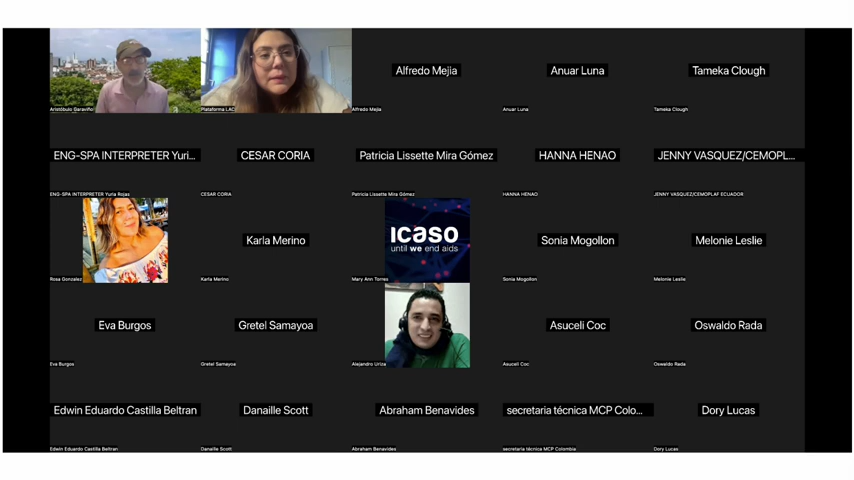 Aristóbulo Garaviño
Plataforma LAC
Alfredo Mejia
Alfredo Mejia
Anuar Luna
Anuar Luna
Tameka Clough
Tameka Clough
ENG-SPA INTERPRETER Yuri...
ENG-SPA INTERPRETER Yuria Rojas
CESAR CORIA
CESAR CORIA
Patricia Lissette Mira Gómez
Patricia Lissette Mira Gómez
HANNA HENAO
HANNA HENAO
JENNY VASQUEZ/CEMOPL...
JENNY VASQUEZ/CEMOPLAF ECUADOR
Rosa Gonzalez
Karla Merino
Karla Merino
ICASO
until we end aids
Mary Ann Torres
Sonia Mogollon
Sonia Mogollon
Melonie Leslie
Melonie Leslie
Eva Burgos
Eva Burgos
Gretel Samayoa
Gretel Samayoa
Alejandro Uriza
Asuceli Coc
Asuceli Coc
Oswaldo Rada
Oswaldo Rada
Edwin Eduardo Castilla Beltran
Edwin Eduardo Castilla Beltran
Danaille Scott
Danaille Scott
Abraham Benavides
Abraham Benavides
secretaria técnica MCP Colo...
secretaria técnica MCP Colombia
Dory Lucas
Dory Lucas